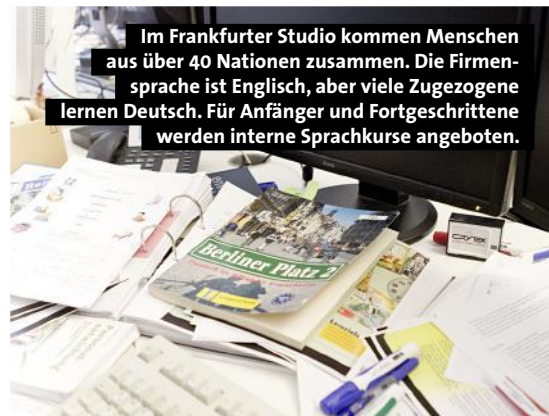 Im Frankfurter Studio kommen Menschen
aus über 40 Nationen zusammen. Die Firmen-
sprache ist Englisch, aber viele Zugezogene
lernen Deutsch. Für Anfänger und Fortgeschrittene
werden interne Sprachkurse angeboten.
CRYTEK
Berliner Platz 2